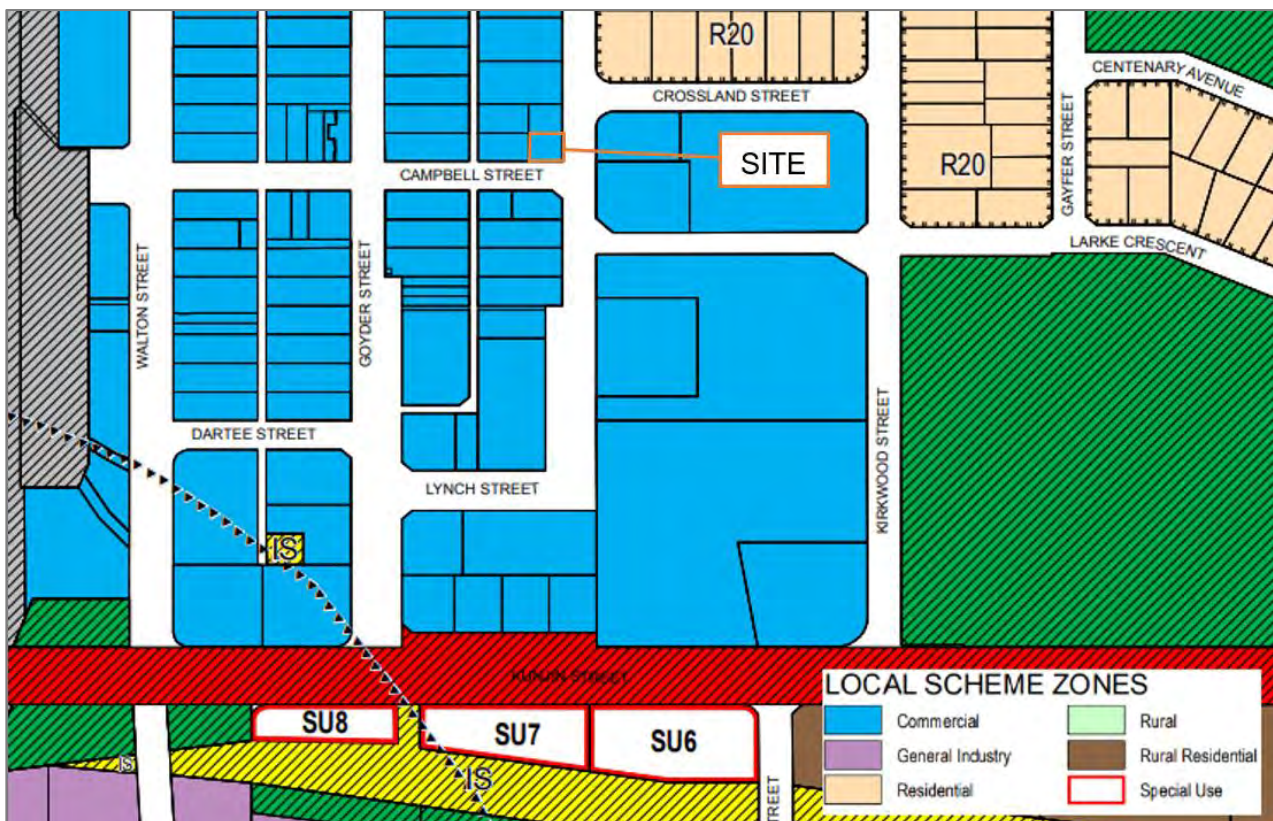 R20
CENTENARY AVENUE
CROSSLAND STREET
SITE
R20
CAMPBELL STREET
GAYFER STREET
LARKE CRESCENT
WALTON STREET
GOYDER STREET
DARTEE STREET
KIRKWOOD STREET
LYNCH STREET
IS
KUNJIN STREET
SU8
SU7
SU6
IS
IS
TREET
LOCAL SCHEME ZONES
Commercial
Rural
General Industry
Rural Residential
Residential
Special Use